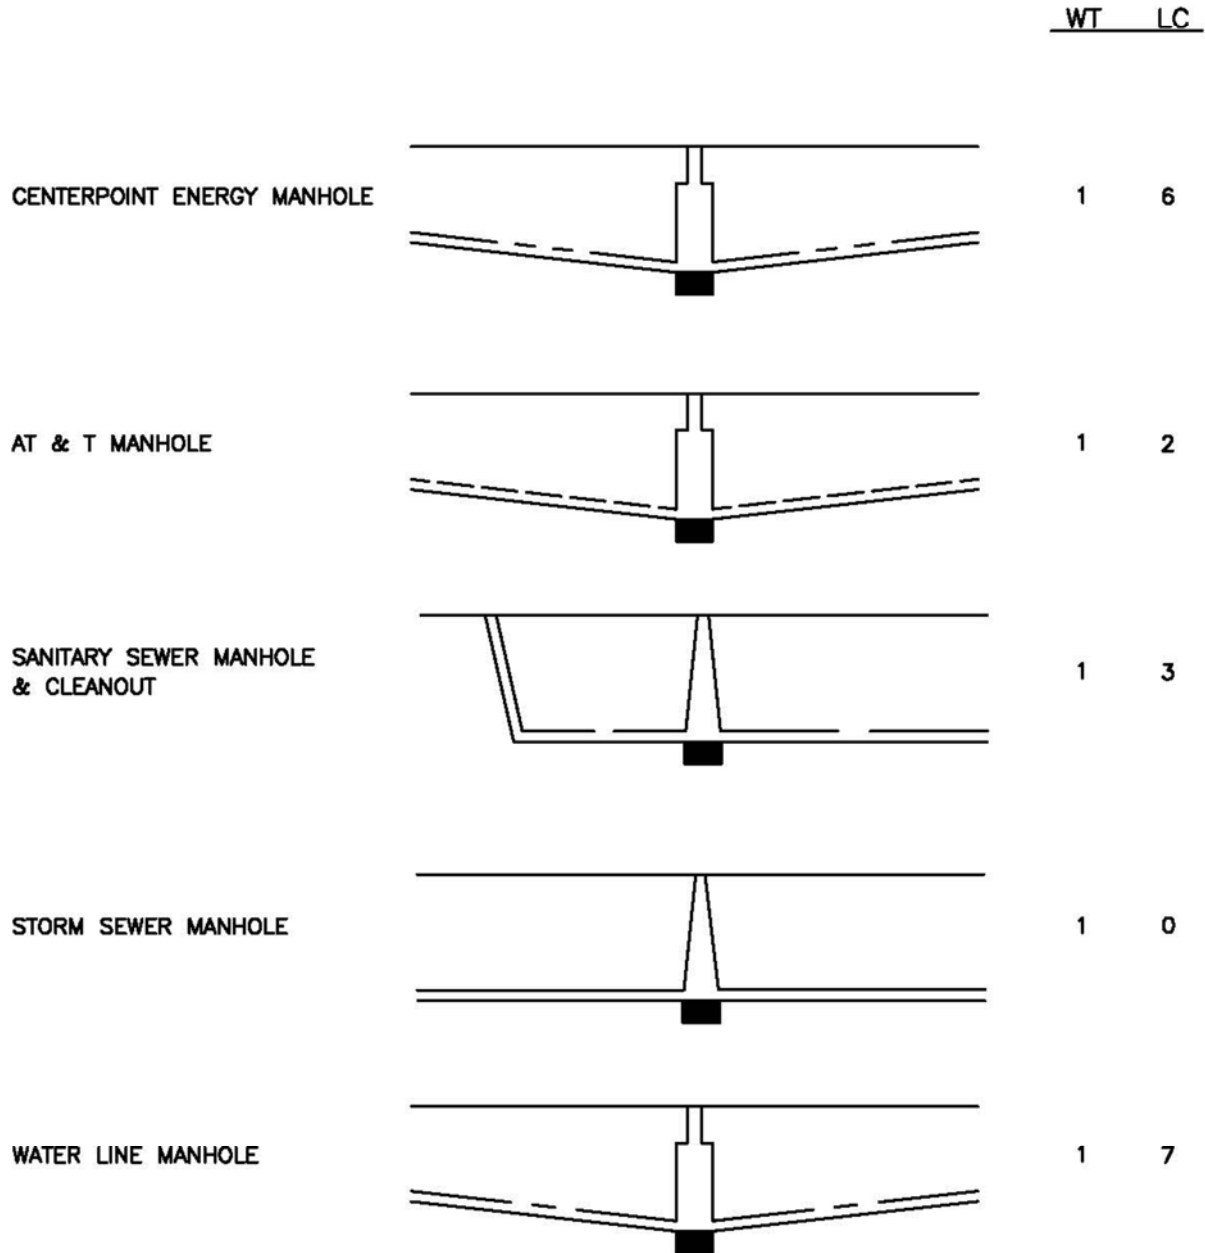 WT LC
CENTERPOINT ENERGY MANHOLE 1 6
AT & T MANHOLE 1 2
SANITARY SEWER MANHOLE
& CLEANOUT 1 3
STORM SEWER MANHOLE 1 0
WATER LINE MANHOLE 1 7